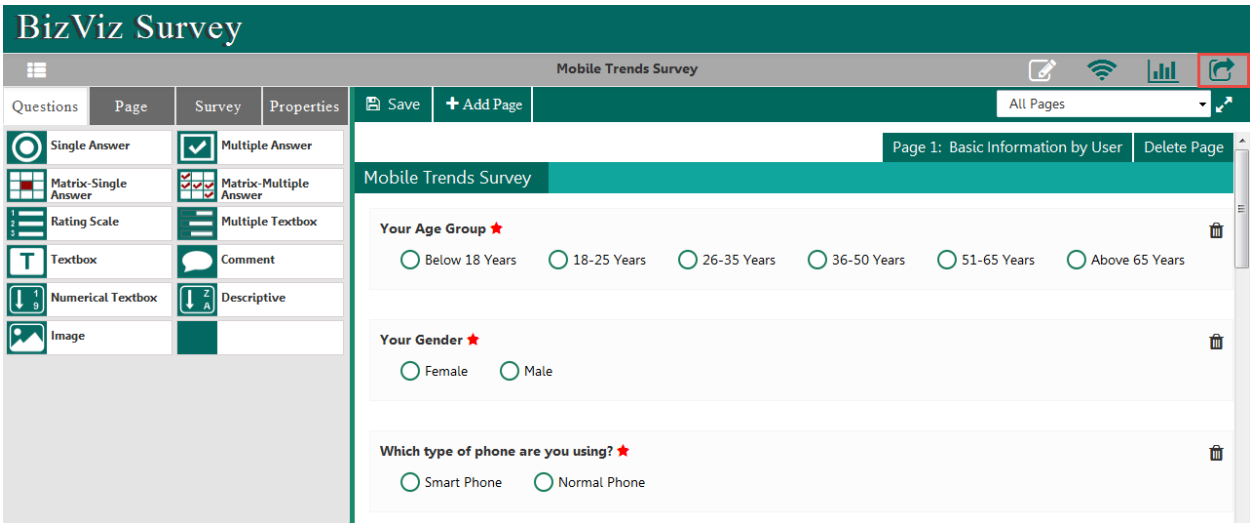 BizViz Survey
Mobile Trends Survey
Questions Page Survey Properties
Save + Add Page All Pages
Single Answer Multiple Answer
Matrix-Single Answer Matrix-Multiple Answer
Rating Scale Multiple Textbox
Textbox Comment
Numerical Textbox Descriptive
Image
Page 1: Basic Information by User Delete Page
Mobile Trends Survey
Your Age Group
Below 18 Years 18-25 Years 26-35 Years 36-50 Years 51-65 Years Above 65 Years
Your Gender
Female Male
Which type of phone are you using?
Smart Phone Normal Phone